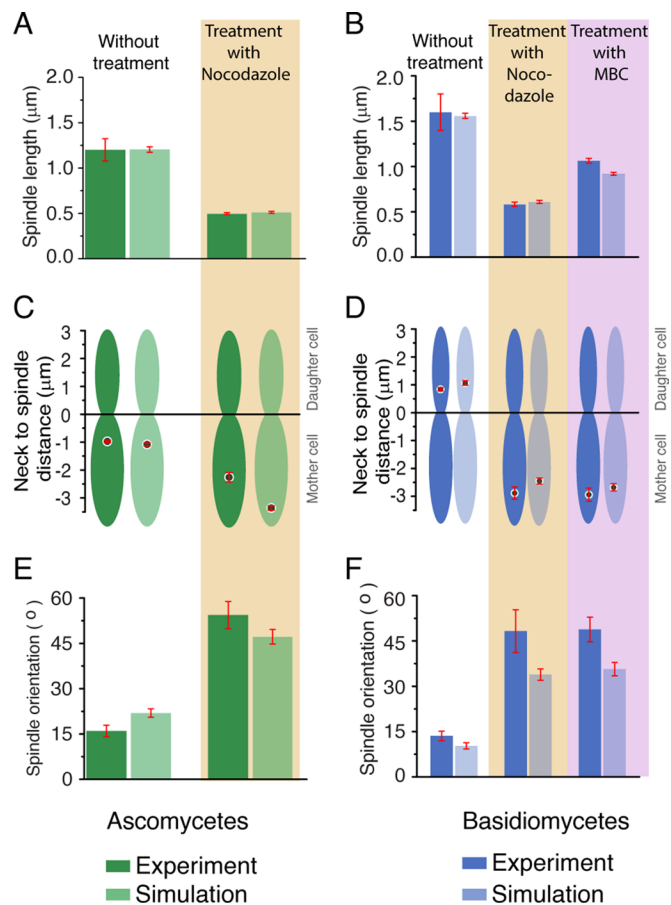 A
Without
treatment
Treatment
with
Nocodazole
Spindle length (μm)
2.0
1.5
1.0
0.5
0.0
B
Without
treatment
Treatment
with
Noco-
dazole
Treatment
with
MBC
Spindle length (μm)
2.0
1.5
1.0
0.5
0.0
C
Neck to spindle
distance (μm)
3
2
1
0
-1
-2
-3
Daughter cell
Mother cell
D
Neck to spindle
distance (μm)
3
2
1
0
-1
-2
-3
Daughter cell
Mother cell
E
Spindle orientation ( o )
60
45
30
15
0
F
Spindle orientation ( o )
60
45
30
15
0
Ascomycetes
Experiment
Simulation
Basidiomycetes
Experiment
Simulation